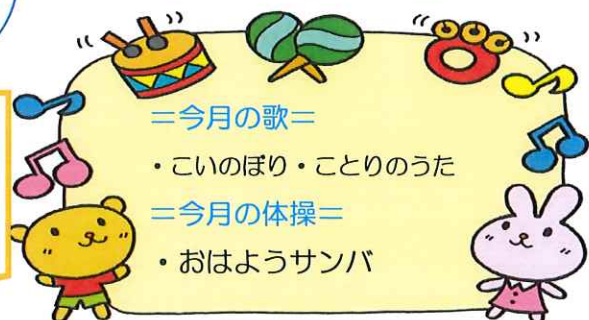 =今月の歌=
・こいのぼり・ことりのうた
=今月の体操=
・おはようサンバ